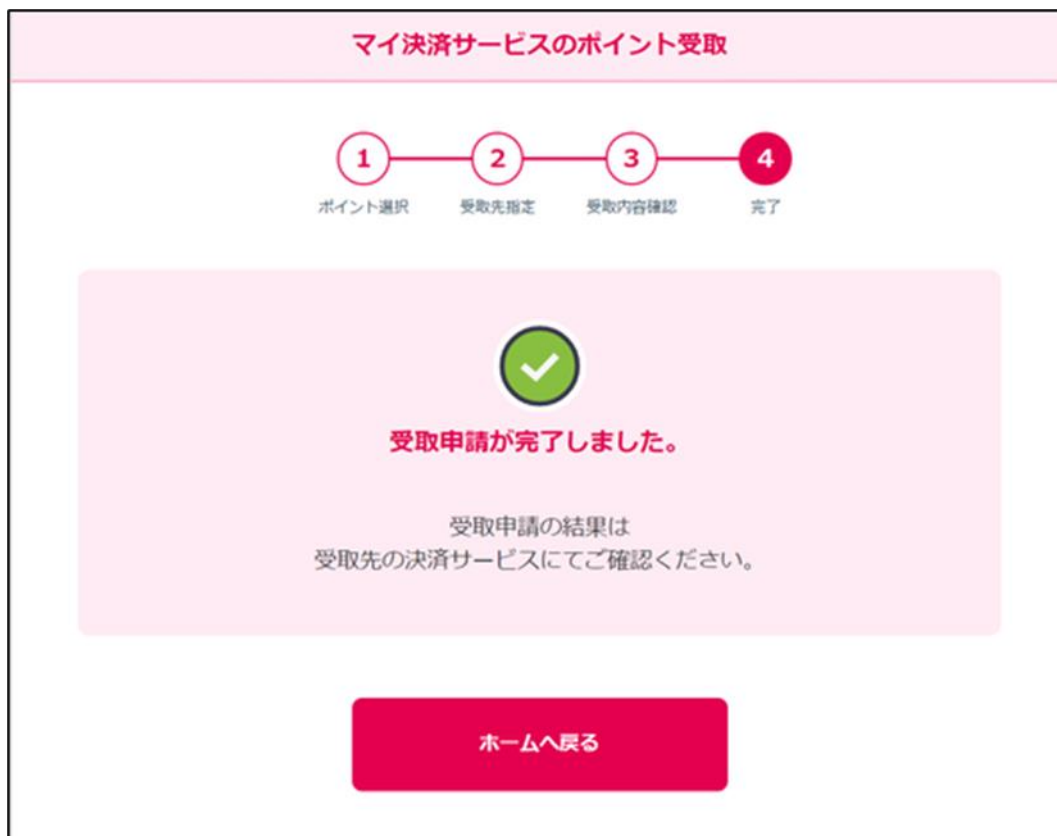 マイ決済サービスのポイント受取
1
2
3
4
ポイント選択
受取先指定
受取内容確認
完了
受取申請が完了しました。
受取申請の結果は
受取先の決済サービスにてご確認ください。
ホームへ戻る